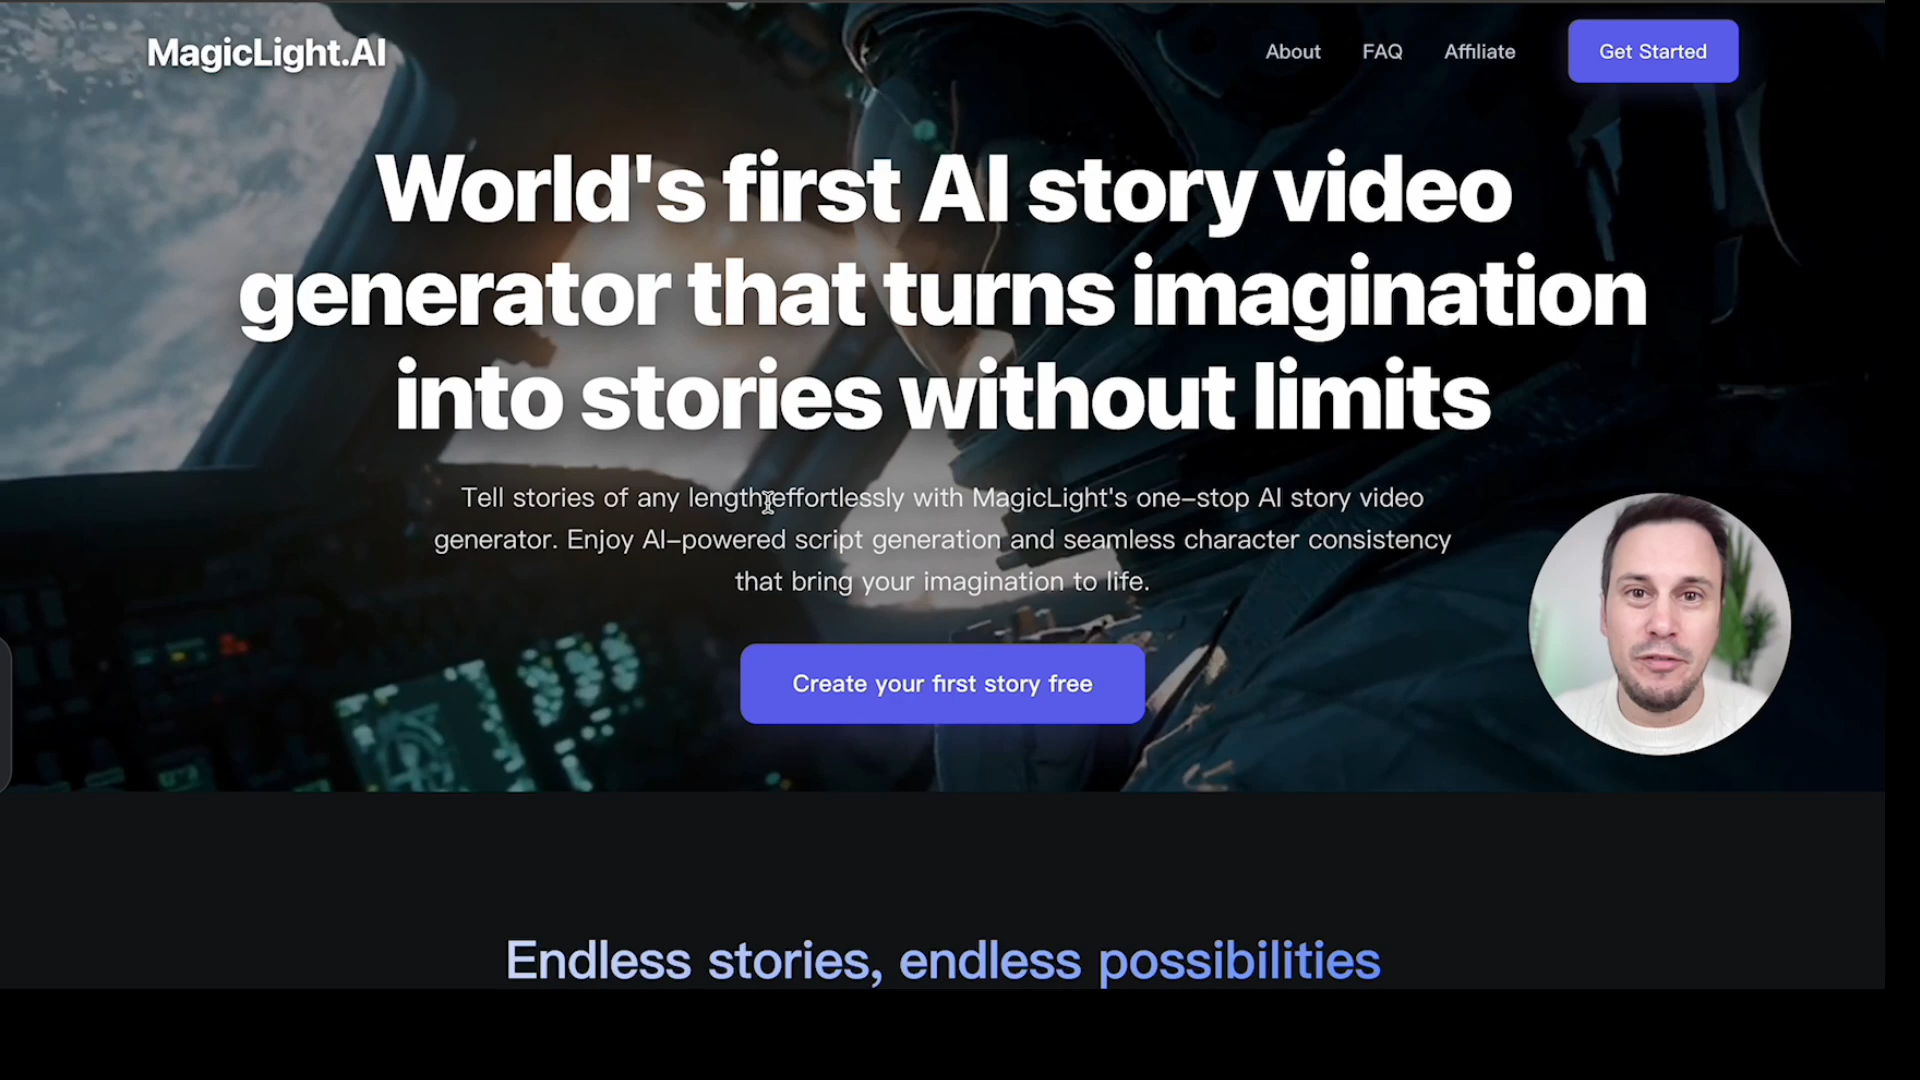 MagicLight.AI
About
FAQ
Affiliate
Get Started
World's first AI story video
generator that turns imagination
into stories without limits
Tell stories of any length effortlessly with MagicLight's one-stop AI story video
generator. Enjoy AI-powered script generation and seamless character consistency
that bring your imagination to life.
Create your first story free
Endless stories, endless possibilities